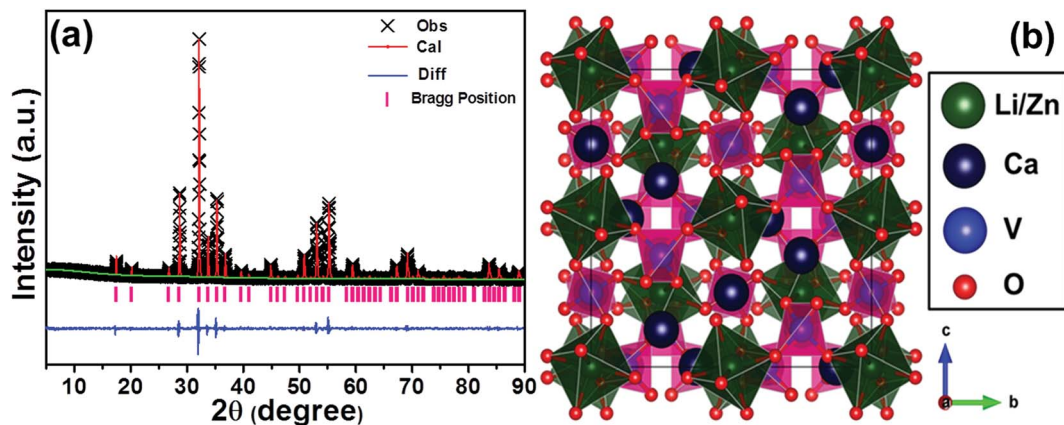 (a)
Obs
Cal
Diff
Bragg Position
Intensity (a.u.)
10 20 30 40 50 60 70 80 90
2θ (degree)
(b)
Li/Zn
Ca
V
O
c
a
b